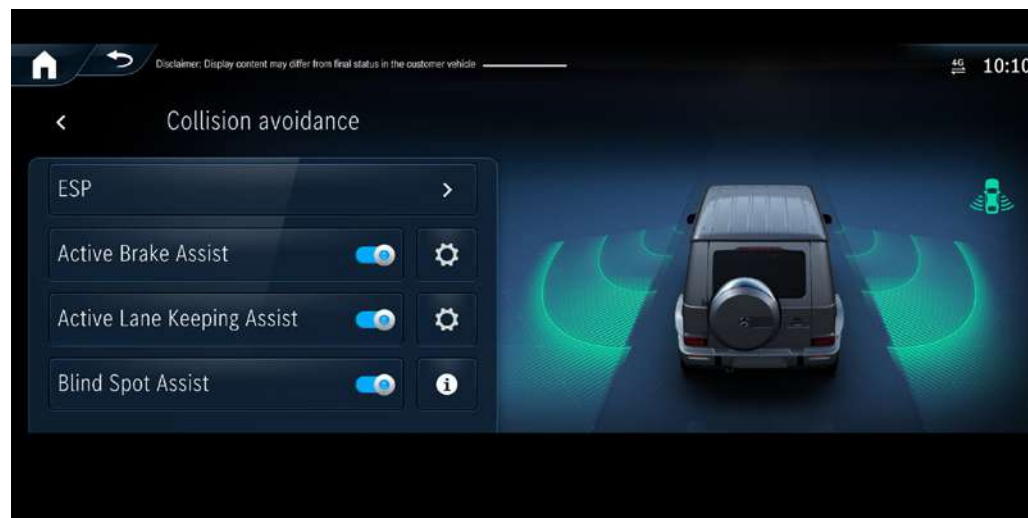 Disclaimer: Display content may differ from final status in the customer vehicle
4G
10:10
Collision avoidance
ESP
Active Brake Assist
Active Lane Keeping Assist
Blind Spot Assist